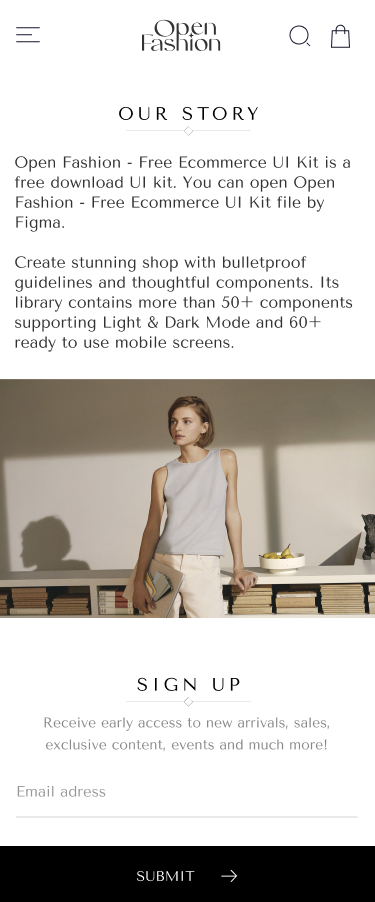 Open
Fashion
OUR STORY
Open Fashion - Free Ecommerce UI Kit is a
free download UI kit. You can open Open
Fashion - Free Ecommerce UI Kit file by
Figma.
Create stunning shop with bulletproof
guidelines and thoughtful components. Its
library contains more than 50+ components
supporting Light & Dark Mode and 60+
ready to use mobile screens.
SIGN UP
Receive early access to new arrivals, sales,
exclusive content, events and much more!
Email adress
SUBMIT